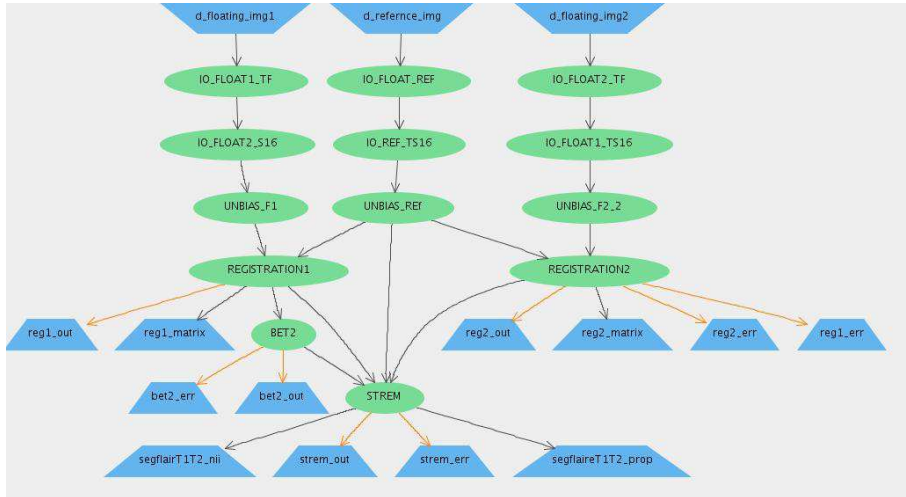 d_floating_img1 d_refernce_img d_floating_img2
IO_FLOAT1_TF IO_FLOAT_REF IO_FLOAT2_TF
IO_FLOAT2_S16 IO_REF_TS16 IO_FLOAT1_TS16
UNBIAS_F1 UNBIAS_REf UNBIAS_F2_2
REGISTRATION1 REGISTRATION2
reg1_out reg1_matrix BET2 reg2_out reg2_matrix reg2_err reg1_err
bet2_err bet2_out STREM
segflairT1T2_nii strem_out strem_err segflaireT1T2_prop